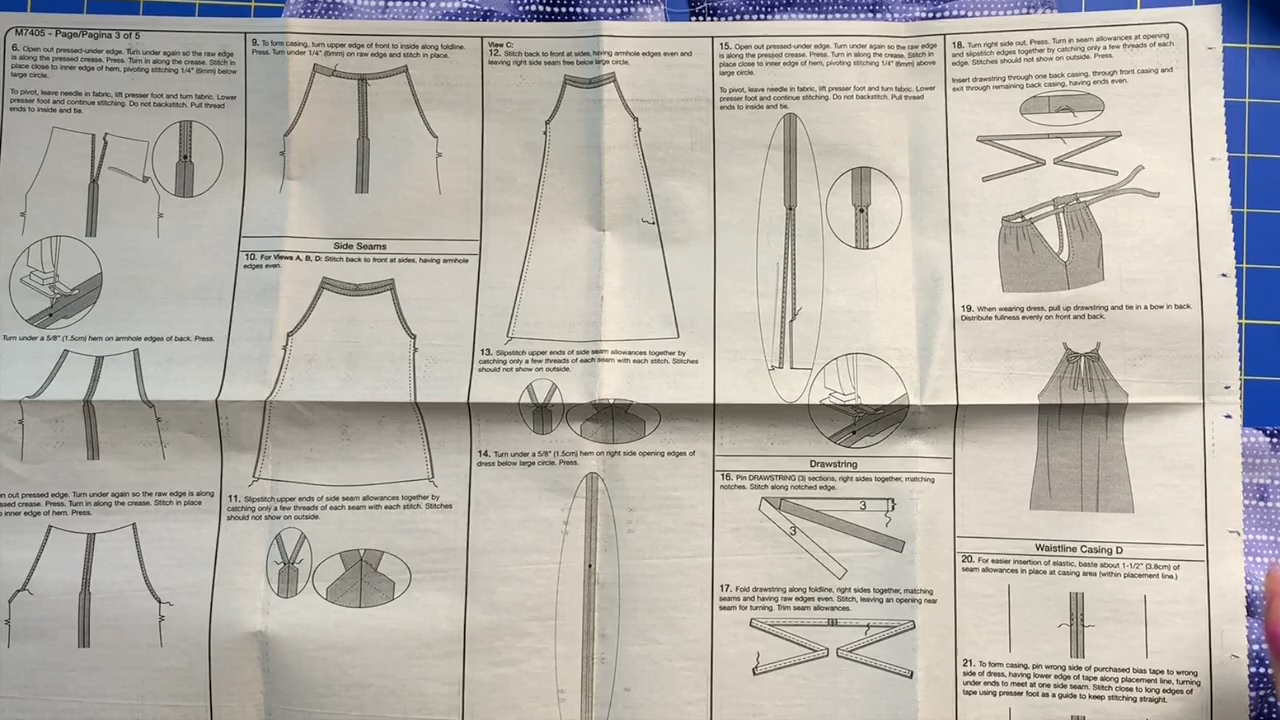 M7405 - Page/Pagina 3 of 5
6. Open out pressed-under edge. Turn under again so the raw edge
is along the pressed crease. Press. Turn in along the crease. Stitch in
place close to inner edge of hem, pivoting stitching 1/4" (6mm) below
large circle.
To pivot, leave needle in fabric, lift presser foot and turn fabric. Lower
presser foot and continue stitching. Do not backstitch. Pull thread
ends to inside and tie.
Turn under a 5/8" (1.5cm) hem on armhole edges of back. Press.
out pressed edge. Turn under again so the raw edge is along
crease. Press. Turn in along the crease. Stitch in place
inner edge of hem. Press.
9. To form casing, turn upper edge of front to inside along foldline.
Press. Turn under 1/4" (6mm) on raw edge and stitch in place.
Side Seams
10. For Views A, B, D: Stitch back to front at sides, having armhole
edges even.
11. Slipstitch upper ends of side seam allowances together by
catching only a few threads of each seam with each stitch. Stitches
should not show on outside.
View C:
12. Stitch back to front at sides, having armhole edges even and
leaving right side seam free below large circle.
13. Slipstitch upper ends of side seam allowances together by
catching only a few threads of each seam with each stitch. Stitches
should not show on outside.
14. Turn under a 5/8" (1.5cm) hem on right side opening edges of
dress below large circle. Press.
15. Open out pressed-under edge. Turn under again so the raw edge
is along the pressed crease. Press. Turn in along the crease. Stitch in
place close to inner edge of hem, pivoting stitching 1/4" (6mm) above
large circle.
To pivot, leave needle in fabric, lift presser foot and turn fabric. Lower
presser foot and continue stitching. Do not backstitch. Pull thread
ends to inside and tie.
Drawstring
16. Pin DRAWSTRING (3) sections, right sides together, matching
notches. Stitch along notched edge.
3
3
17. Fold drawstring along foldline, right sides together, matching
seams and having raw edges even. Stitch, leaving an opening near
seam for turning. Trim seam allowances.
18. Turn right side out. Press. Turn in seam allowances at opening
and slipstitch edges together by catching only a few threads of each
edge. Stitches should not show on outside. Press.
Insert drawstring through one back casing, through front casing and
exit through remaining back casing, having ends even.
19. When wearing dress, pull up drawstring and tie in a bow in back.
Distribute fullness evenly on front and back.
Waistline Casing D
20. For easier insertion of elastic, baste about 1-1/2" (3.8cm) of
seam allowances in place at casing area (within placement line.)
21. To form casing, pin wrong side of purchased bias tape to wrong
side of dress, having lower edge of tape along placement line, turning
under ends to meet at one side seam. Stitch close to long edges of
tape using presser foot as a guide to keep stitching straight.